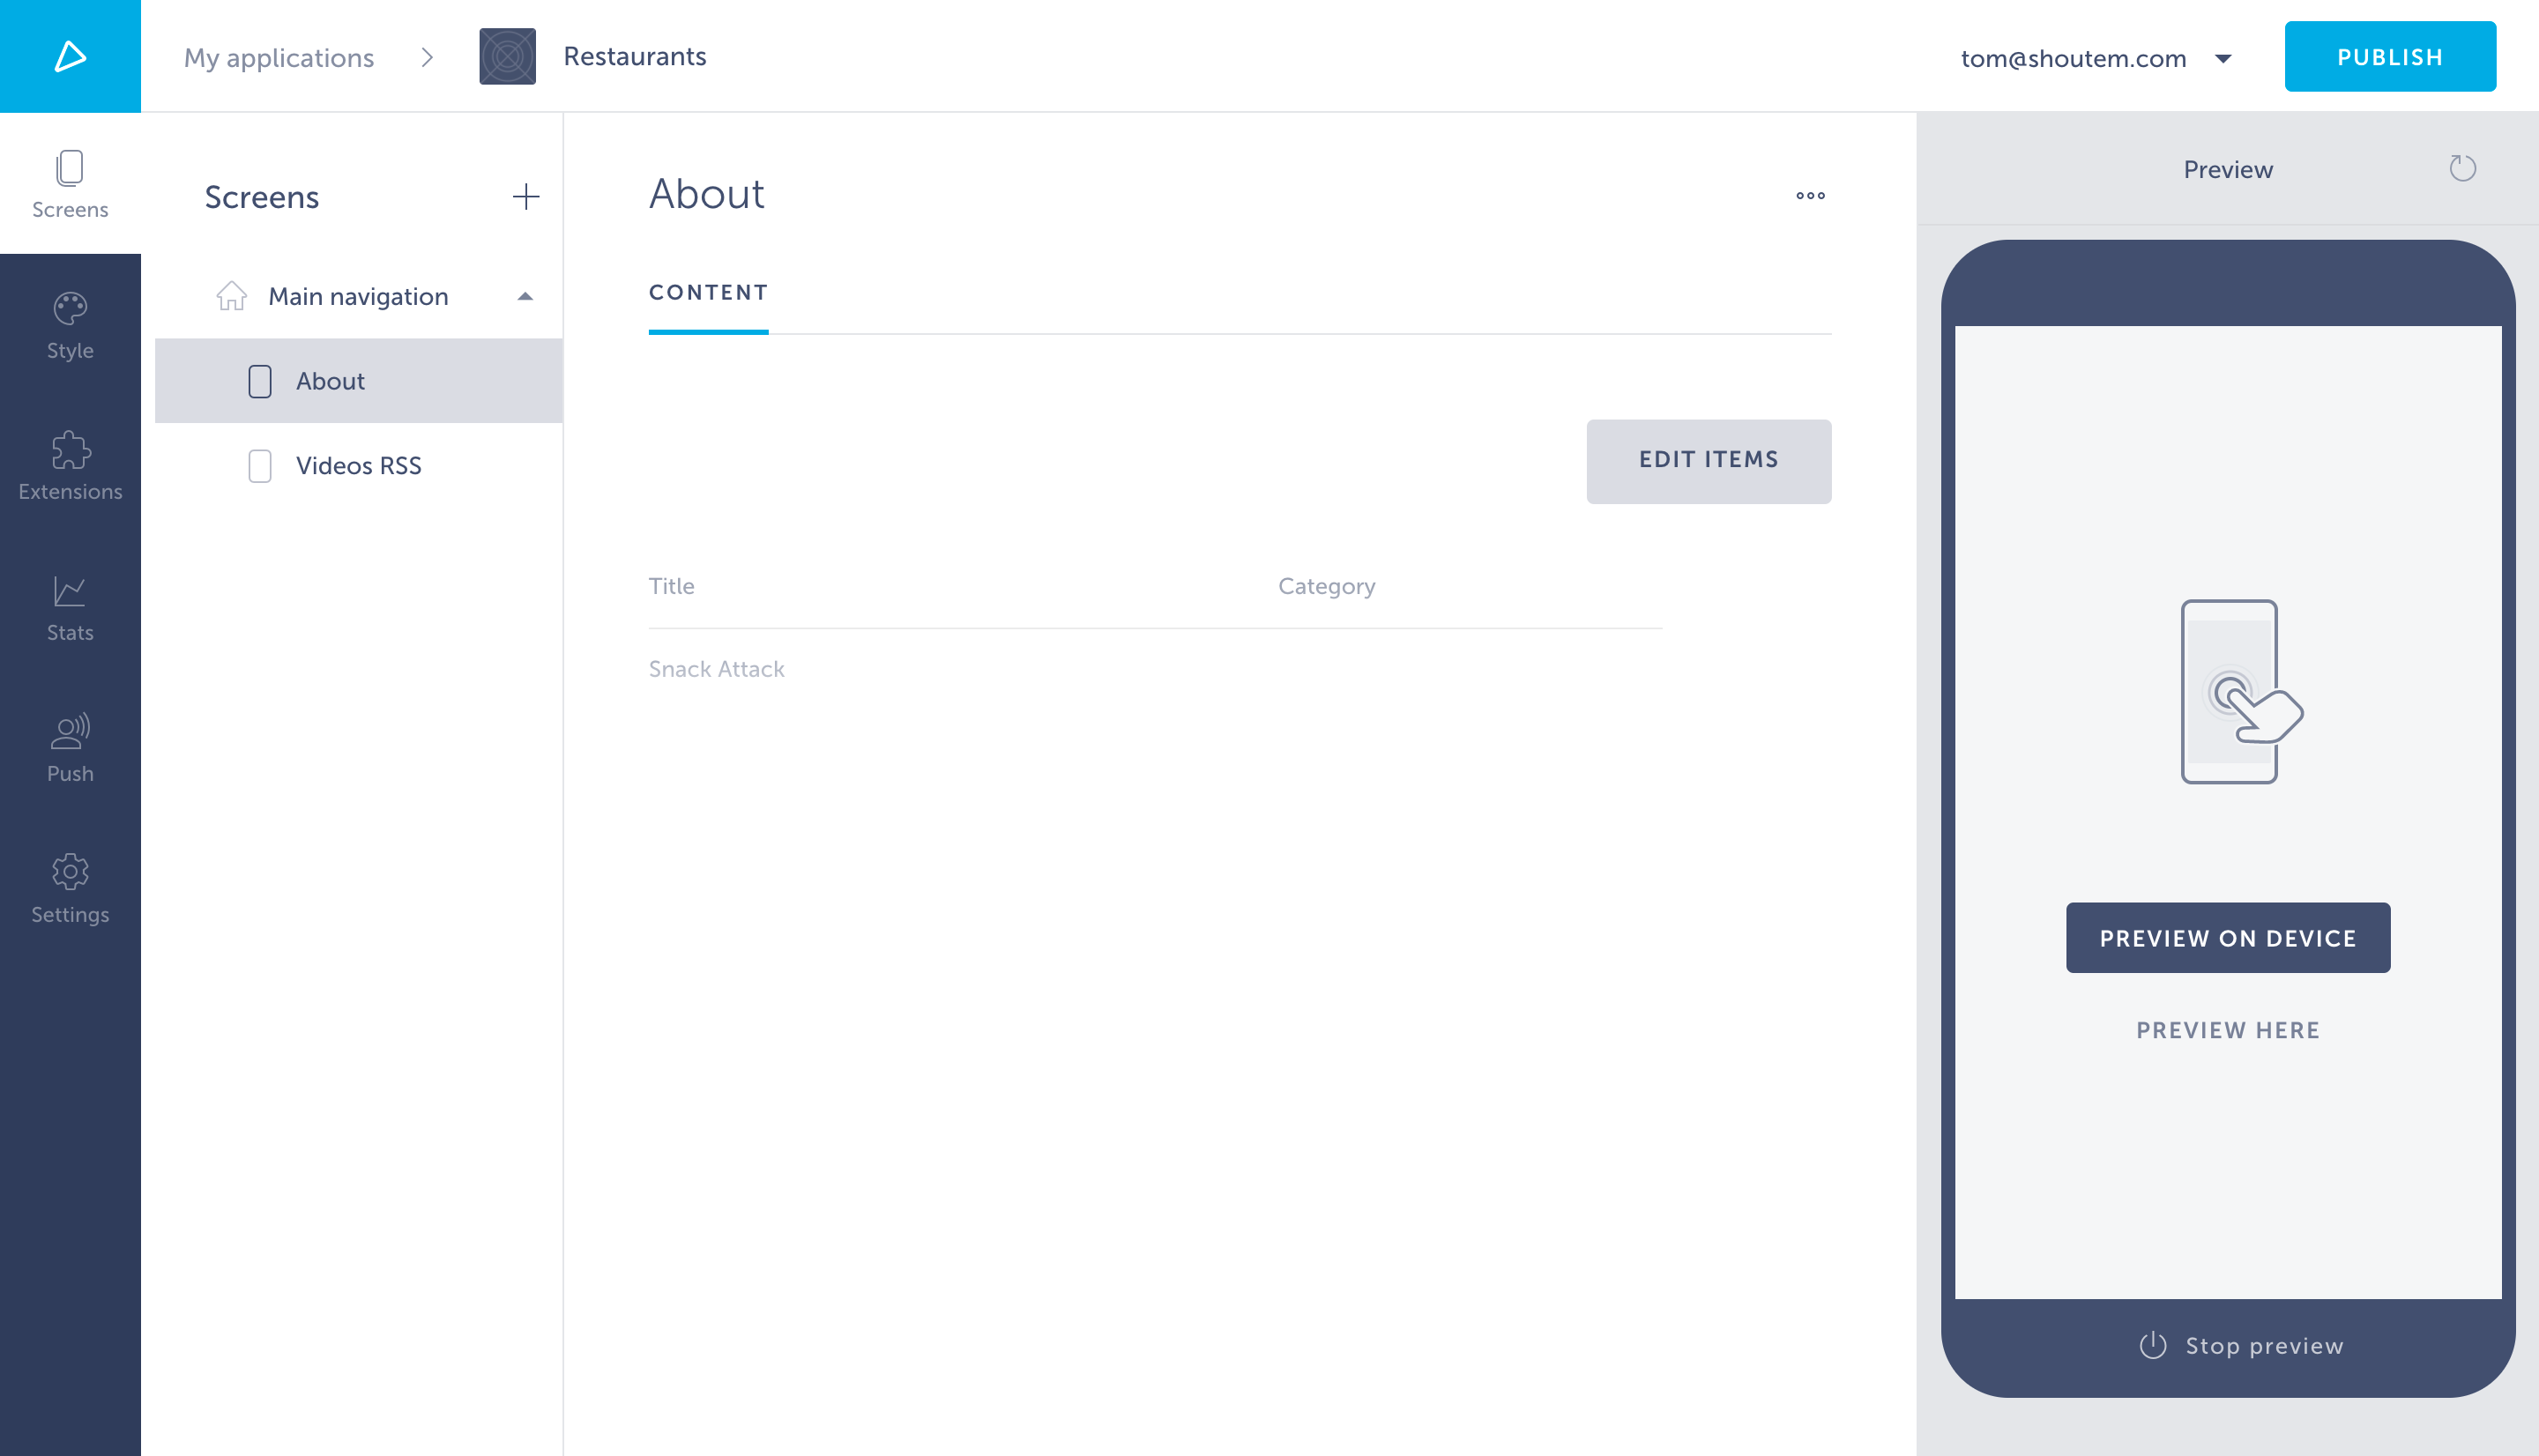 My applications
Restaurants
tom@shoutem.com
PUBLISH
Screens
Style
Extensions
Stats
Push
Settings
Screens
Main navigation
About
Videos RSS
About
CONTENT
EDIT ITEMS
Title Category
Snack Attack
Preview
PREVIEW ON DEVICE
PREVIEW HERE
Stop preview